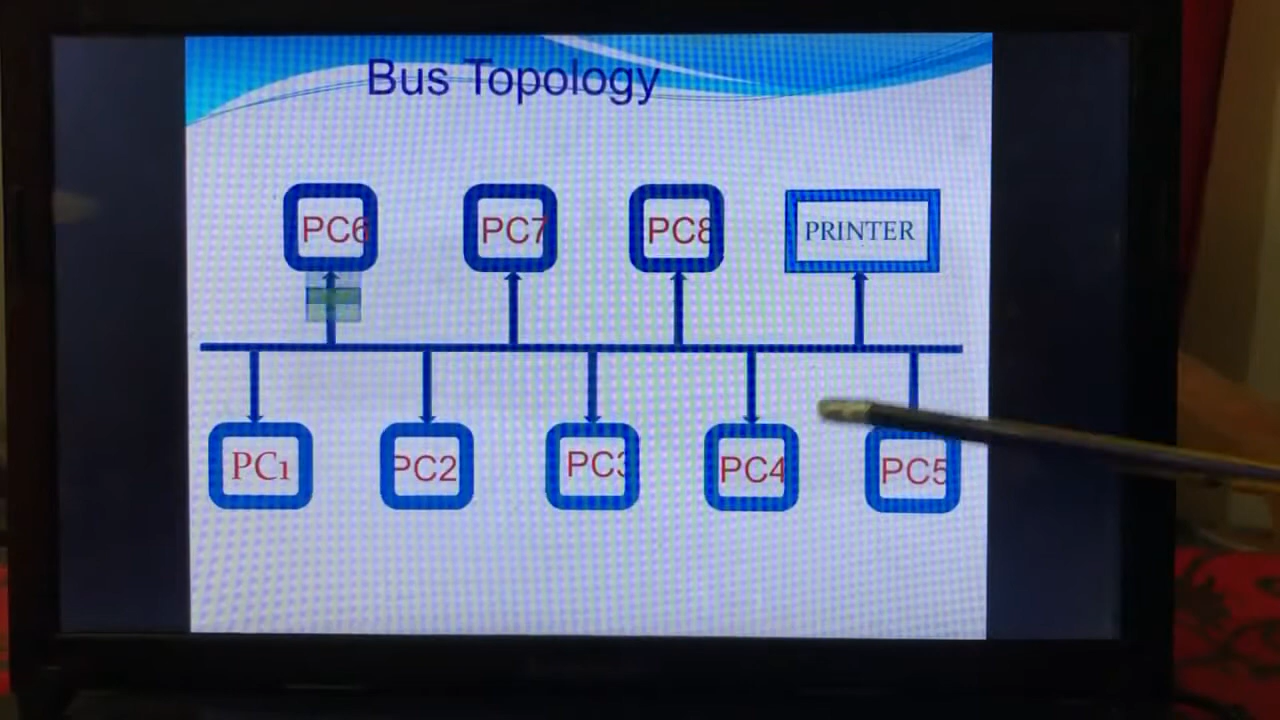 Bus Topology
PC6
PC7
PC8
PRINTER
PC1
PC2
PC3
PC4
PC5